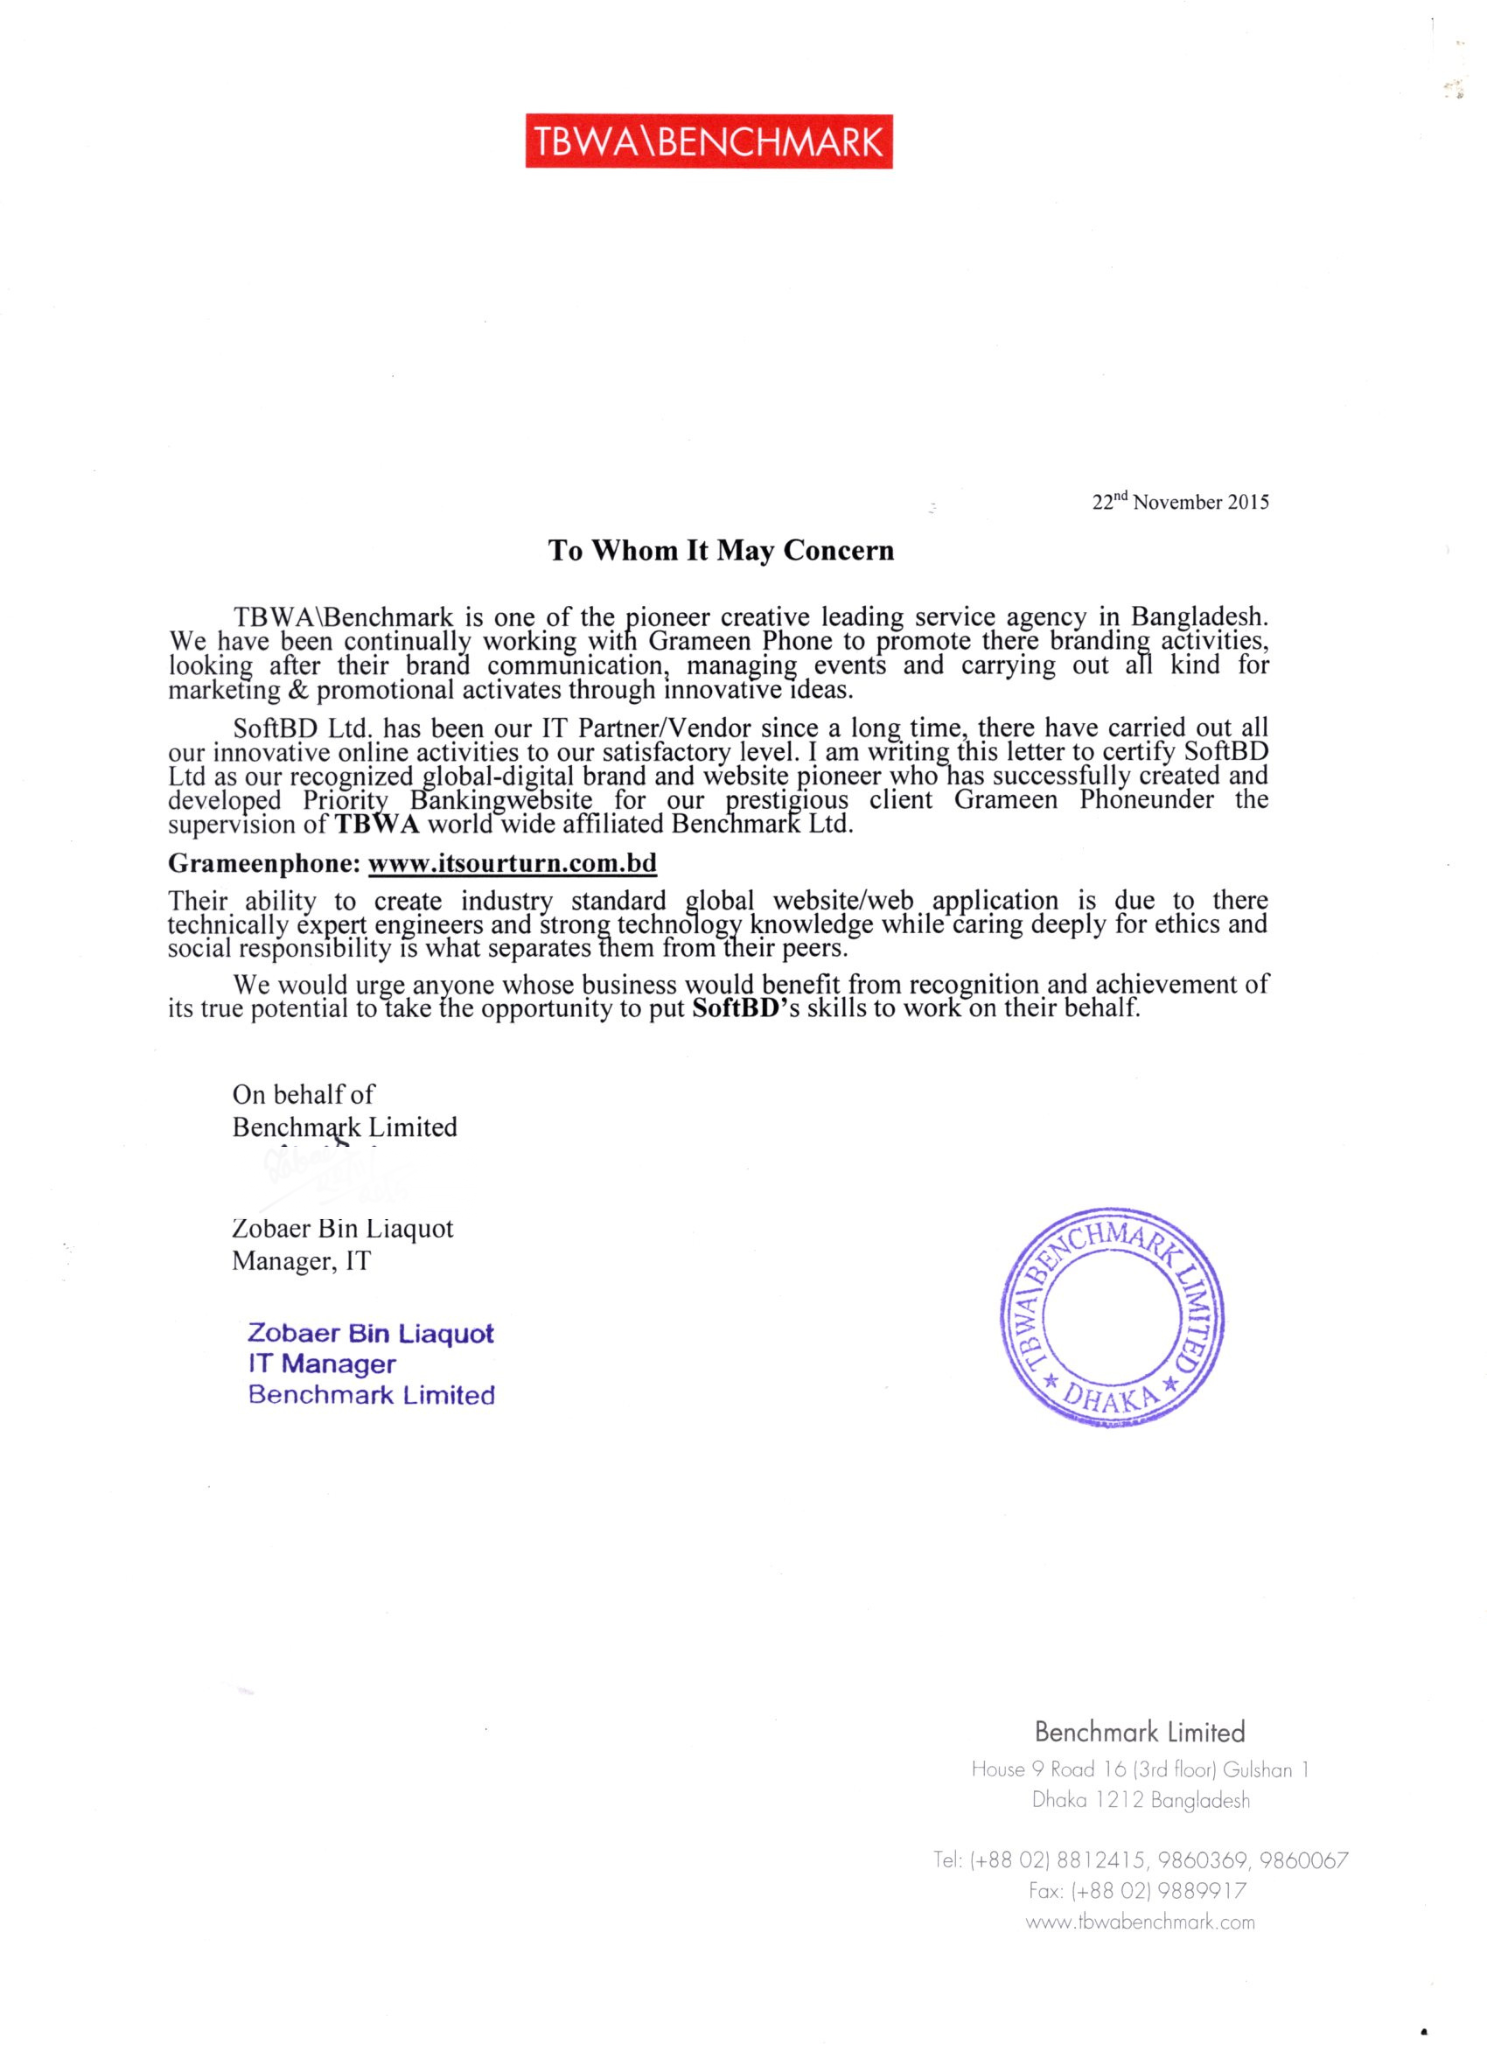 TBWA\BENCHMARK
22nd November 2015
To Whom It May Concern
TBWA\Benchmark is one of the pioneer creative leading service agency in Bangladesh.
We have been continually working with Grameen Phone to promote there branding activities,
looking after their brand communication, managing events and carrying out all kind for
marketing & promotional activates through innovative ideas.
SoftBD Ltd. has been our IT Partner/Vendor since a long time, there have carried out all
our innovative online activities to our satisfactory level. I am writing this letter to certify SoftBD
Ltd as our recognized global-digital brand and website pioneer who has successfully created and
developed Priority Bankingwebsite for our prestigious client Grameen Phoneunder the
supervision of TBWA world wide affiliated Benchmark Ltd.
Grameenphone: www.itsourturn.com.bd
Their ability to create industry standard global website/web application is due to there
technically expert engineers and strong technology knowledge while caring deeply for ethics and
social responsibility is what separates them from their peers.
We would urge anyone whose business would benefit from recognition and achievement of
its true potential to take the opportunity to put SoftBD's skills to work on their behalf.
On behalf of
Benchmark Limited
Zobaer Bin Liaquot
Manager, IT
Zobaer Bin Liaquot
IT Manager
Benchmark Limited
TBWA\BENCHMARK LIMITED
★ DHAKA ★
Benchmark Limited
House 9 Road 16 (3rd floor) Gulshan 1
Dhaka 1212 Bangladesh
Tel: (+88 02) 8812415, 9860369, 9860067
Fax: (+88 02) 9889917
www.tbwabenchmark.com